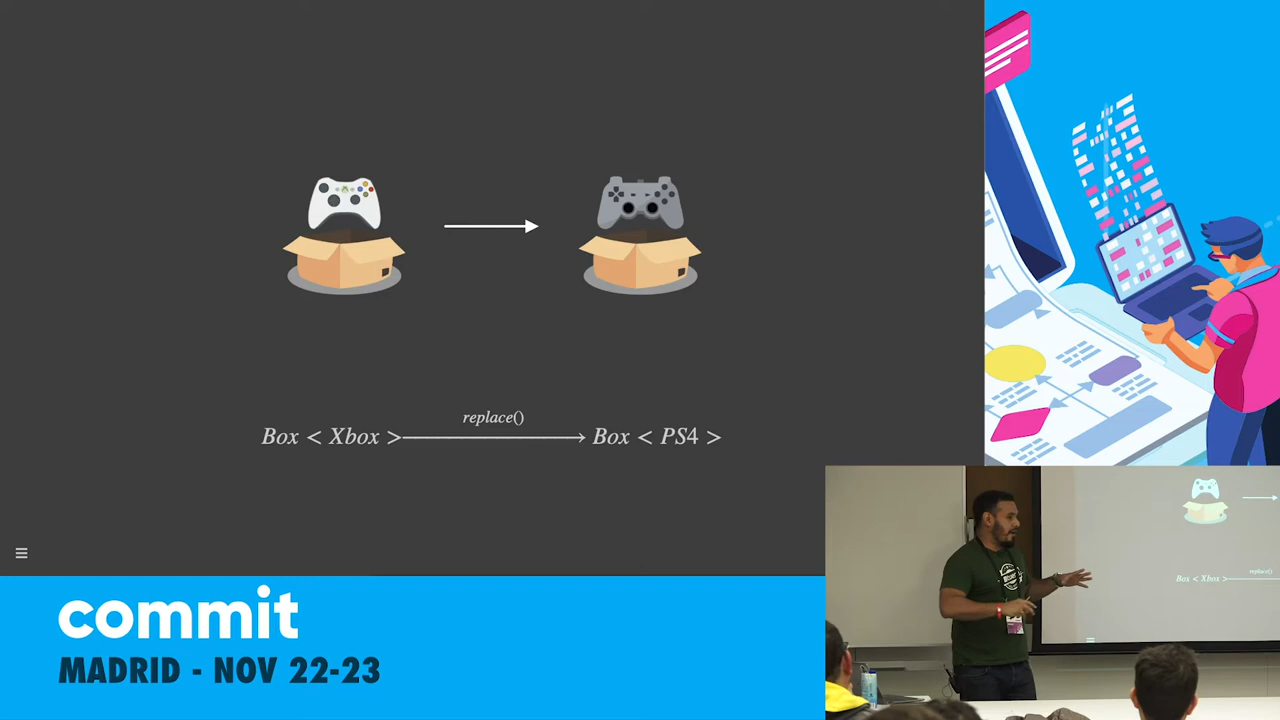 replace()
Box < Xbox > Box < PS4 >
commit
MADRID - NOV 22-23
replace()
Box < Xbox >